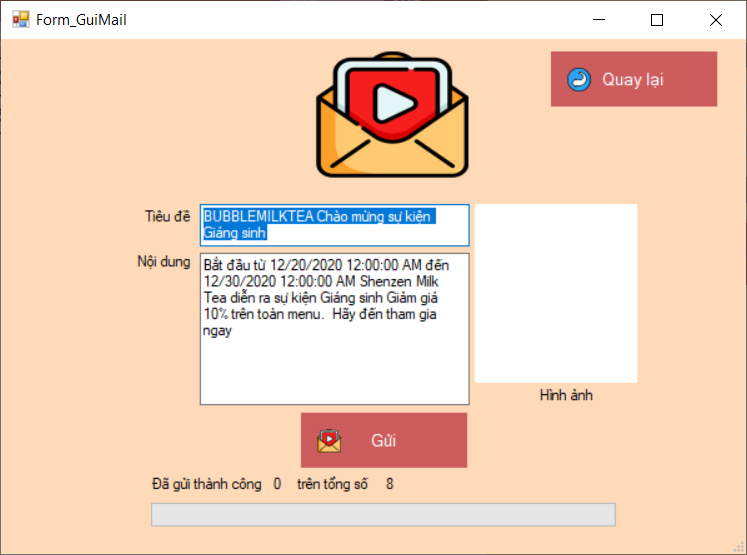 Form_GuiMail
Quay lại
Tiêu đề
BUBBLEMILKTEA Chào mừng sự kiện
Giáng sinh
Nội dung
Bắt đầu từ 12/20/2020 12:00:00 AM đến
12/30/2020 12:00:00 AM Shenzen Milk
Tea diễn ra sự kiện Giáng sinh Giảm giá
10% trên toàn menu.  Hãy đến tham gia
ngay
Hình ảnh
Gửi
Đã gửi thành công 0 trên tổng số 8